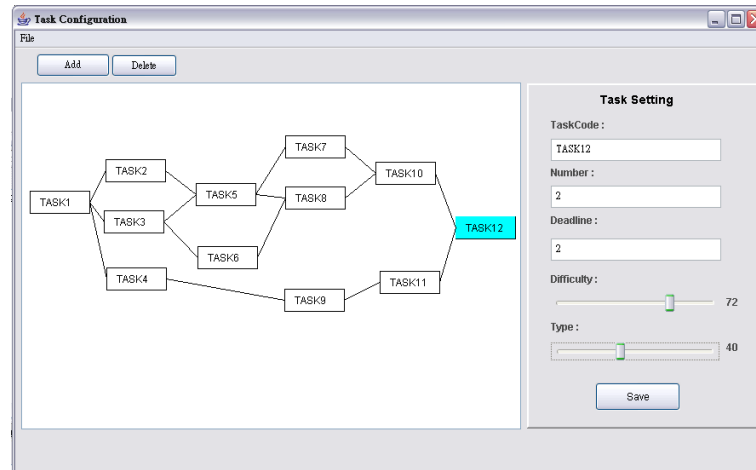 Task Configuration
File
Add Delete
TASK7
TASK2
TASK10
TASK5
TASK8
TASK1
TASK3
TASK12
TASK6
TASK4
TASK11
TASK9
Task Setting
TaskCode :
TASK12
Number :
2
Deadline :
2
Difficulty :
72
Type :
40
Save